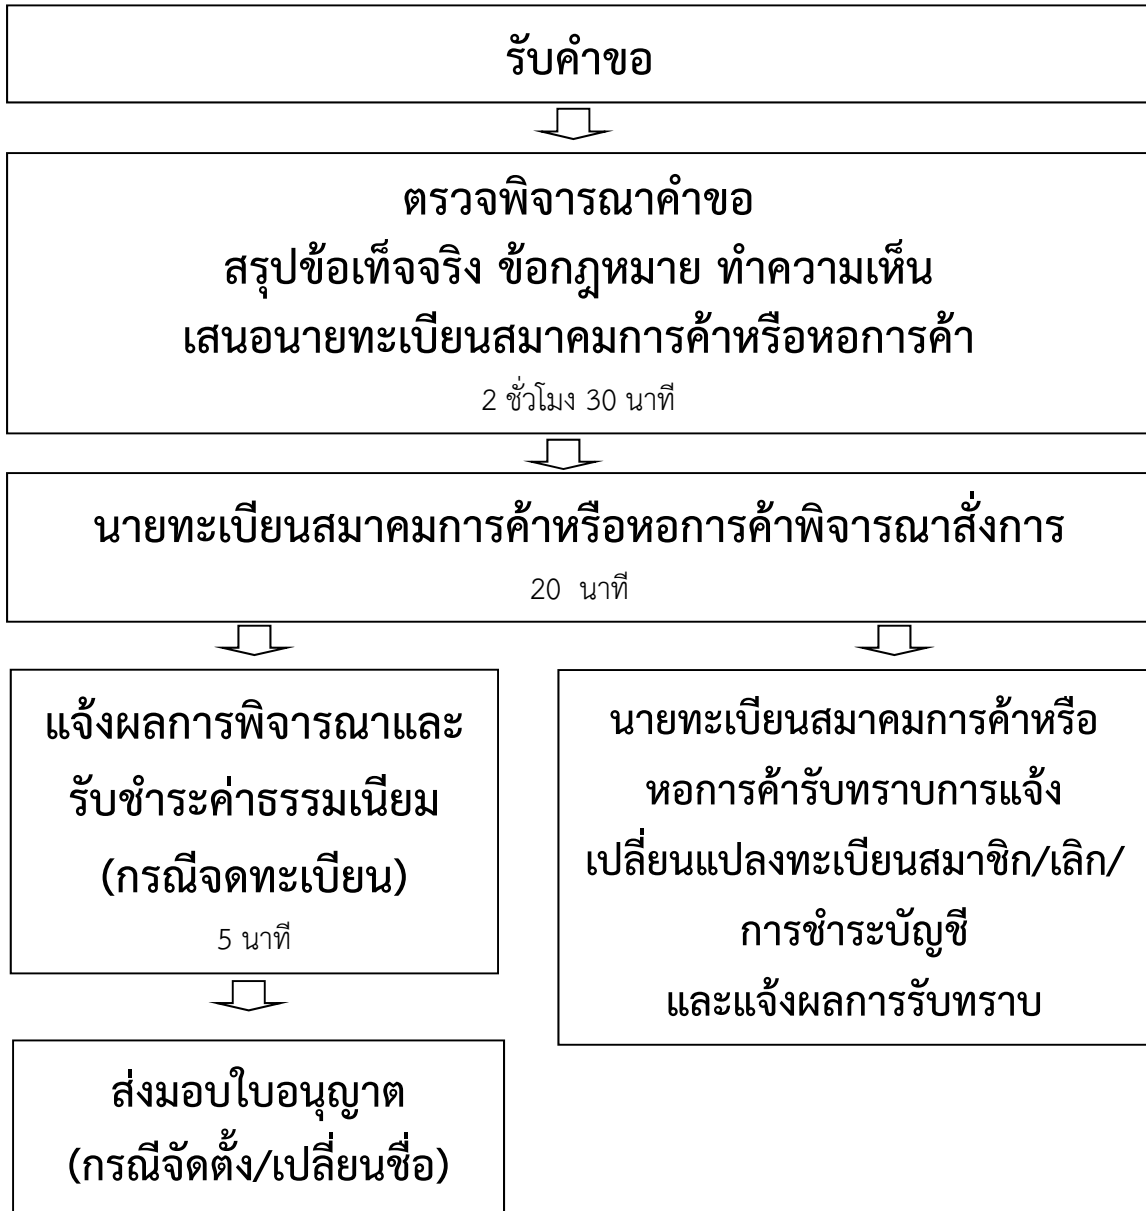 รับคำขอ
ตรวจพิจารณาคำขอ
สรุปข้อเท็จจริง ข้อกฎหมาย ทำความเห็น
เสนอนายทะเบียนสมาคมการค้าหรือหอการค้า
2 ชั่วโมง 30 นาที
นายทะเบียนสมาคมการค้าหรือหอการค้าพิจารณาสั่งการ
20 นาที
แจ้งผลการพิจารณาและ
รับชำระค่าธรรมเนียม
(กรณีจดทะเบียน)
5 นาที
นายทะเบียนสมาคมการค้าหรือ
หอการค้ารับทราบการแจ้ง
เปลี่ยนแปลงทะเบียนสมาชิก/เลิก/
การชำระบัญชี
และแจ้งผลการรับทราบ
ส่งมอบใบอนุญาต
(กรณีจัดตั้ง/เปลี่ยนชื่อ)